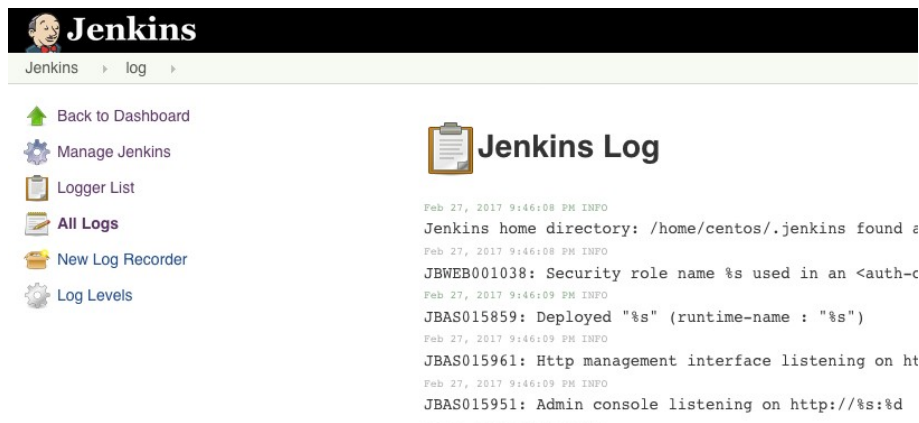 Jenkins
Jenkins log
Back to Dashboard
Manage Jenkins
Logger List
All Logs
New Log Recorder
Log Levels
Jenkins Log
Feb 27, 2017 9:46:08 PM INFO
Jenkins home directory: /home/centos/.jenkins found a
Feb 27, 2017 9:46:08 PM INFO
JBWEB001038: Security role name %s used in an <auth-c
Feb 27, 2017 9:46:09 PM INFO
JBAS015859: Deployed "%s" (runtime-name : "%s")
Feb 27, 2017 9:46:09 PM INFO
JBAS015961: Http management interface listening on ht
Feb 27, 2017 9:46:09 PM INFO
JBAS015951: Admin console listening on http://%s:%d